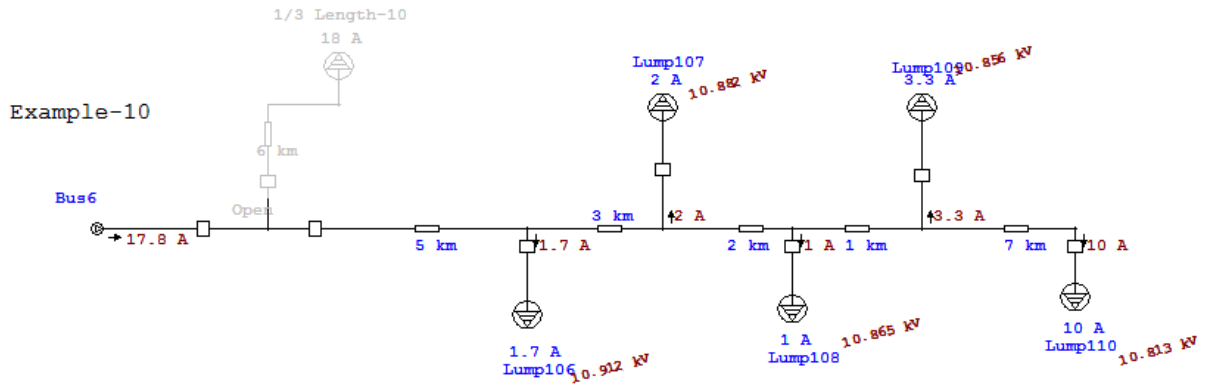 1/3 Length-10
18 A
Lump107
2 A
10.882 kV
Lump109
3.3 A
10.856 kV
Example-10
6 km
Open
Bus6
17.8 A
5 km
1.7 A
3 km
2 A
2 km
1 A
1 km
3.3 A
7 km
10 A
1.7 A
Lump106
10.912 kV
1 A
Lump108
10.865 kV
10 A
Lump110
10.813 kV